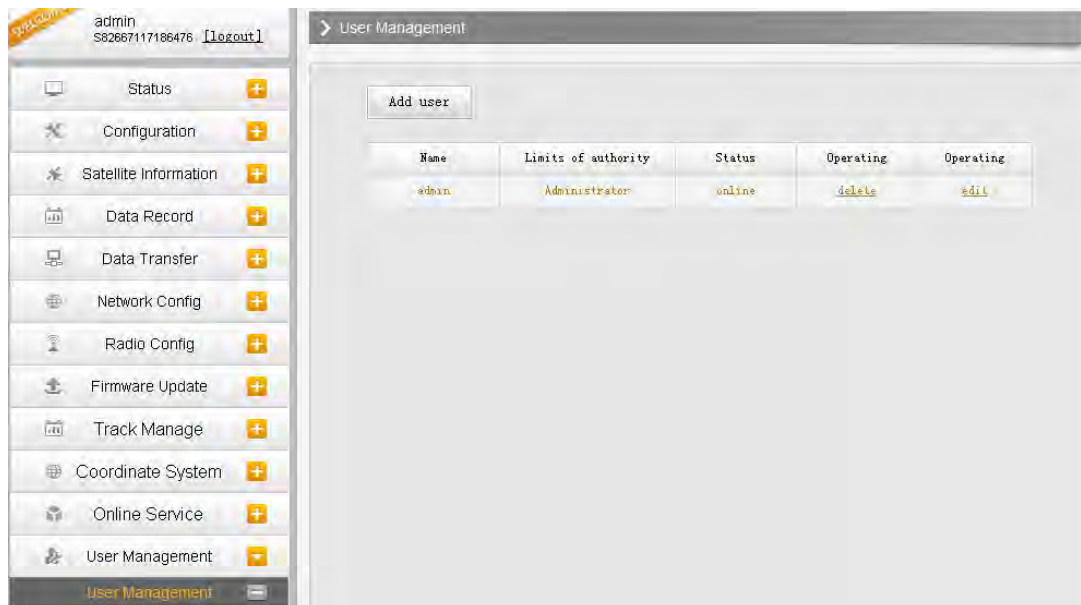 WELCOME
admin
S82667117186476 [logout]
Status
Configuration
Satellite Information
Data Record
Data Transfer
Network Config
Radio Config
Firmware Update
Track Manage
Coordinate System
Online Service
User Management
User Management
User Management
Add user
Name Limits of authority Status Operating Operating
admin Administrator online delete edit